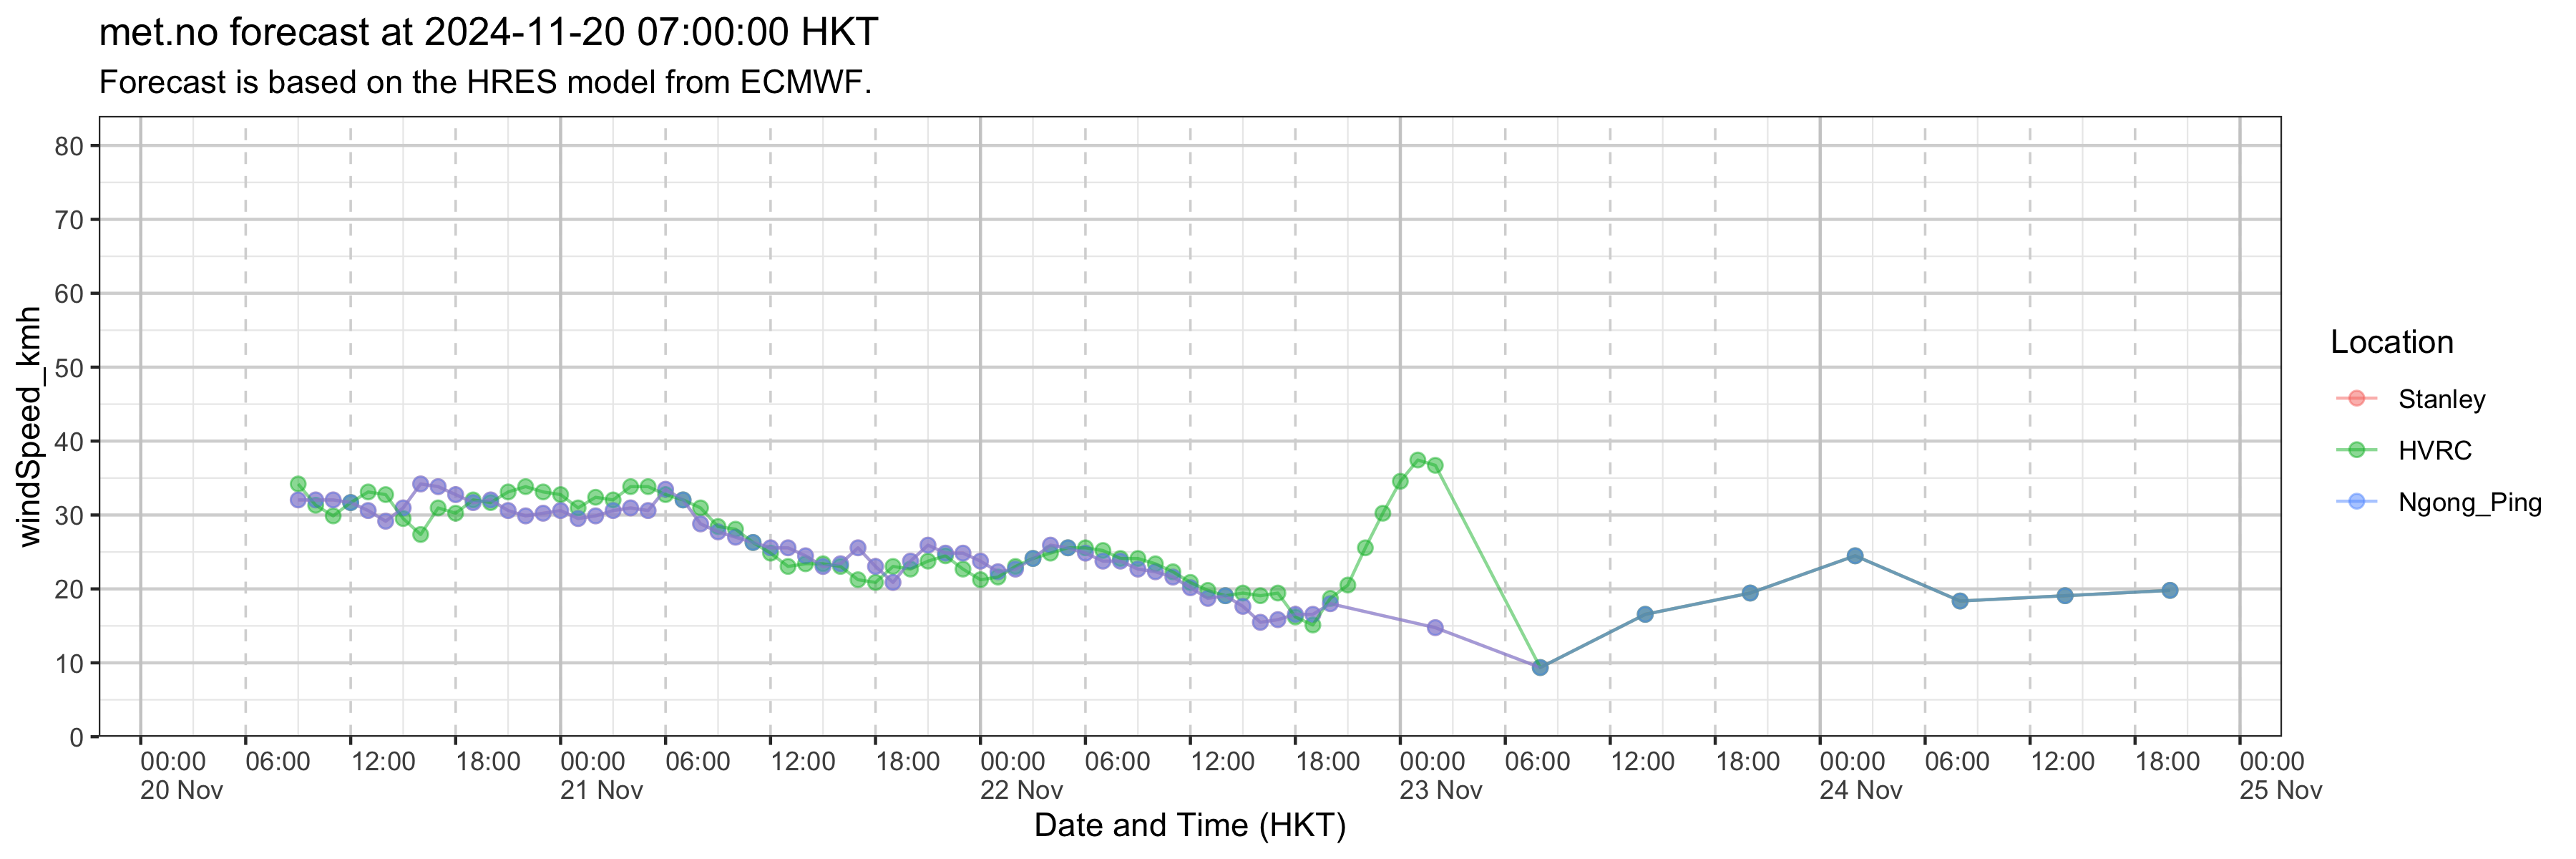 met.no forecast at 2024-11-20 07:00:00 HKT
Forecast is based on the HRES model from ECMWF.
windSpeed_kmh
80
70
60
50
40
30
20
10
0
00:00 06:00 12:00 18:00 00:00 06:00 12:00 18:00 00:00 06:00 12:00 18:00 00:00 06:00 12:00 18:00 00:00 06:00 12:00 18:00 00:00
20 Nov 21 Nov 22 Nov 23 Nov 24 Nov 25 Nov
Date and Time (HKT)
Location
Stanley
HVRC
Ngong_Ping